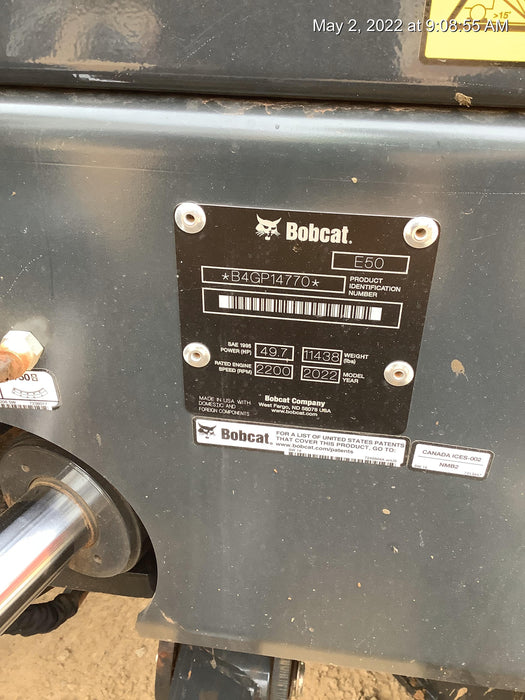 May 2, 2022 at 9:08:55 AM
>15°
Bobcat.
E50
*B4GP14770*
PRODUCT
IDENTIFICATION
NUMBER
SAE 1995
POWER (HP)
49.7
11438
WEIGHT
(lbs)
RATED ENGINE
SPEED (RPM)
2200
2022
MODEL
YEAR
MADE IN USA WITH
DOMESTIC AND
FOREIGN COMPONENTS
Bobcat Company
West Fargo, ND 58078 USA
www.bobcat.com
Bobcat.
FOR A LIST OF UNITED STATES PATENTS
THAT COVER THIS PRODUCT, GO TO:
www.bobcat.com/patents
CANADA ICES-002
NMB2